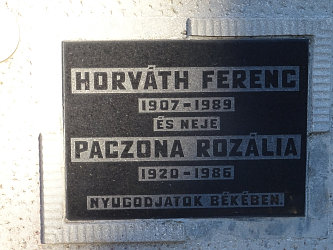 HORVÁTH FERENC
1907-1989
ÉS NEJE
PACZONA ROZÁLIA
1920-1986
NYUGODJATOK BÉKÉBEN.